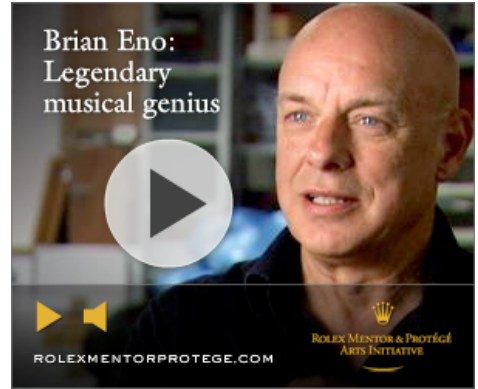 Brian Eno:
Legendary
musical genius
ROLEX MENTOR & PROTÉGÉ
ARTS INITIATIVE
ROLEXMENTORPROTEGE.COM